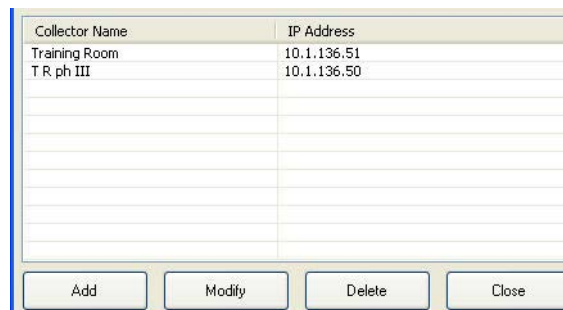 Collector Name IP Address
Training Room 10.1.136.51
T R ph III 10.1.136.50
Add Modify Delete Close